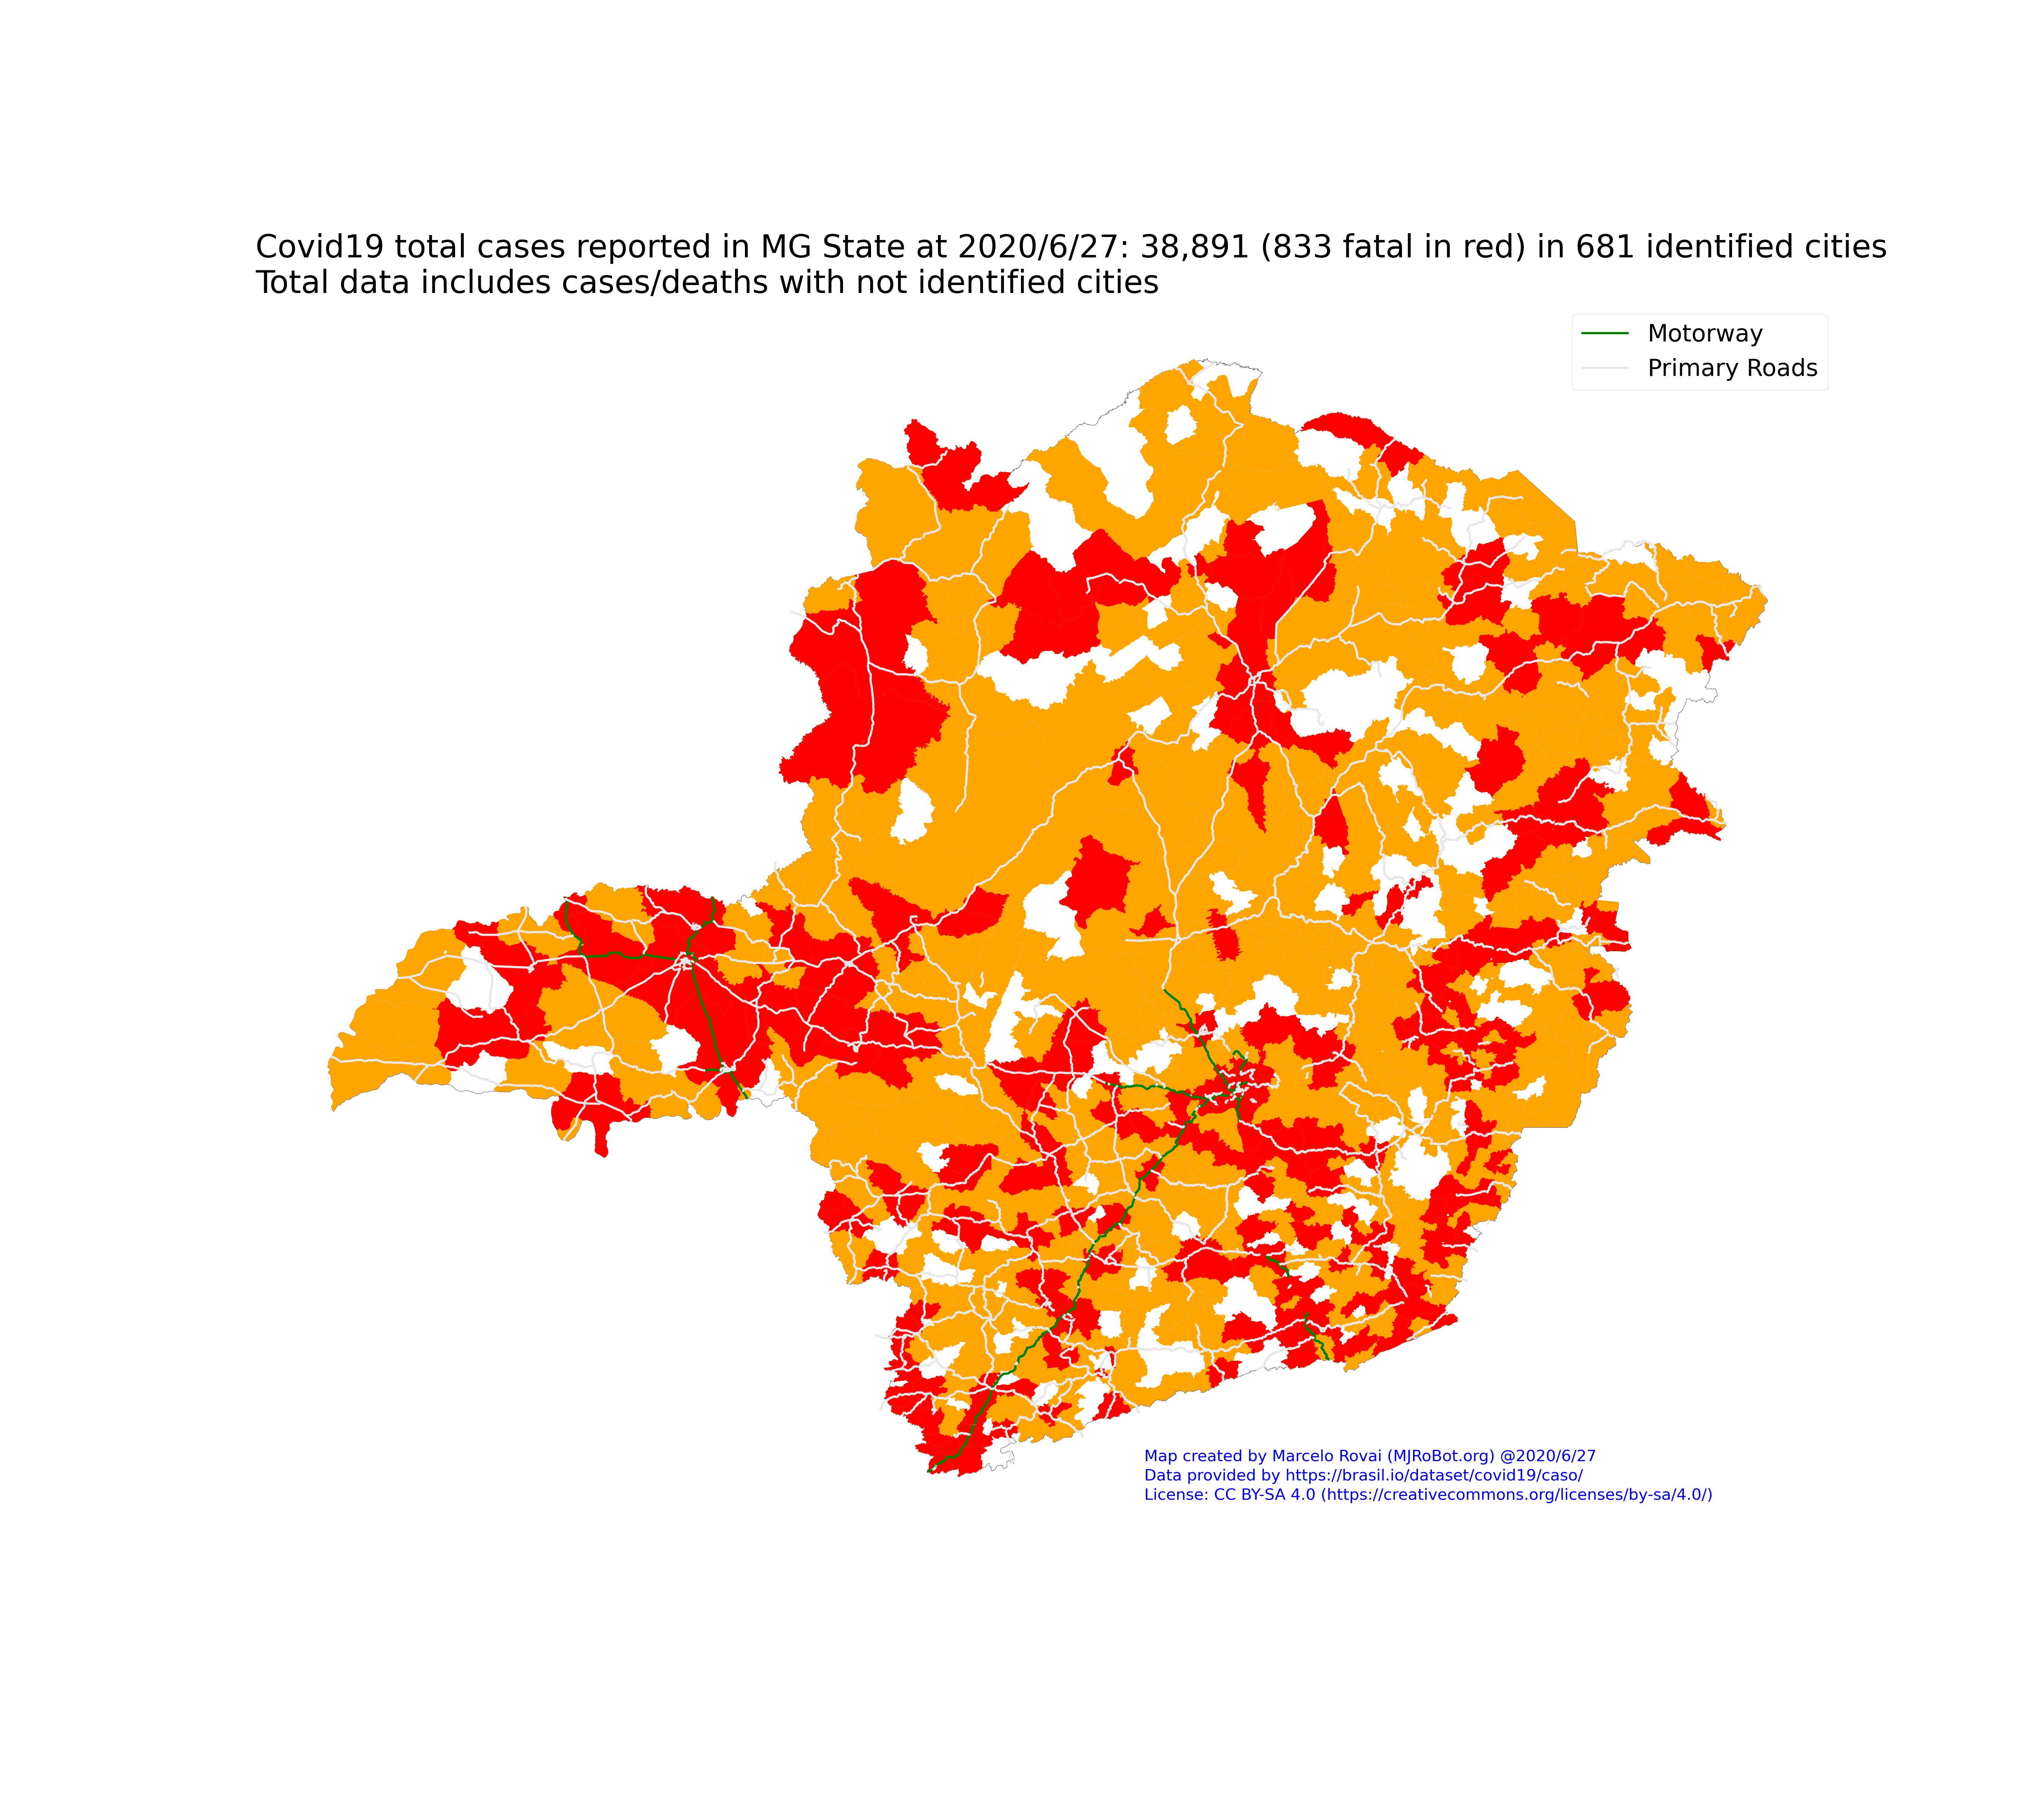 Covid19 total cases reported in MG State at 2020/6/27: 38,891 (833 fatal in red) in 681 identified cities
Total data includes cases/deaths with not identified cities
Motorway
Primary Roads
Map created by Marcelo Rovai (MJRoBot.org) @2020/6/27
Data provided by https://brasil.io/dataset/covid19/caso/
License: CC BY-SA 4.0 (https://creativecommons.org/licenses/by-sa/4.0/)